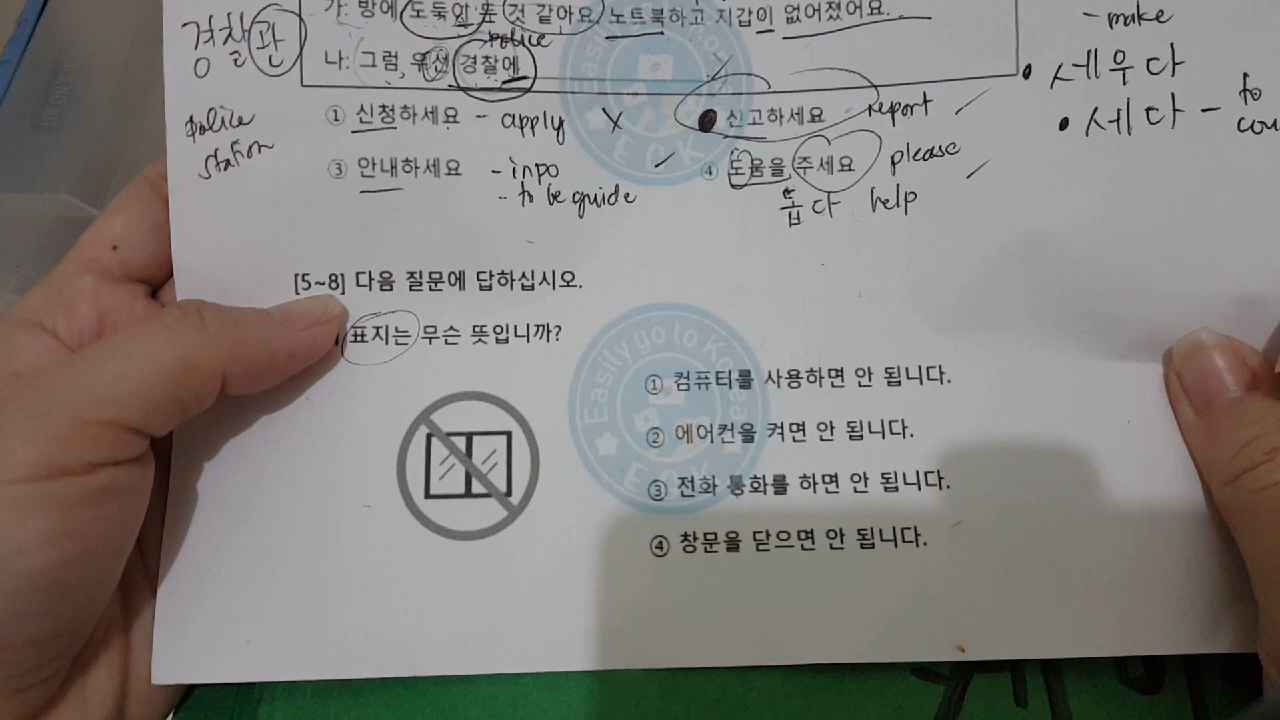 가: 방에 도둑이 든 것 같아요. 노트북하고 지갑이 없어졌어요.
- make
경찰관
police
나: 그럼, 우선 경찰에
• 세우다
police station
① 신청하세요 - apply X
신고하세요 report
• 세다 - to
③ 안내하세요 - inpo
- to be guide
④ 도움을 주세요 please
돕다 help
[5~8] 다음 질문에 답하십시오.
표지는 무슨 뜻입니까?
Easily go to Korea
EGK
① 컴퓨터를 사용하면 안 됩니다.
② 에어컨을 켜면 안 됩니다.
③ 전화 통화를 하면 안 됩니다.
④ 창문을 닫으면 안 됩니다.